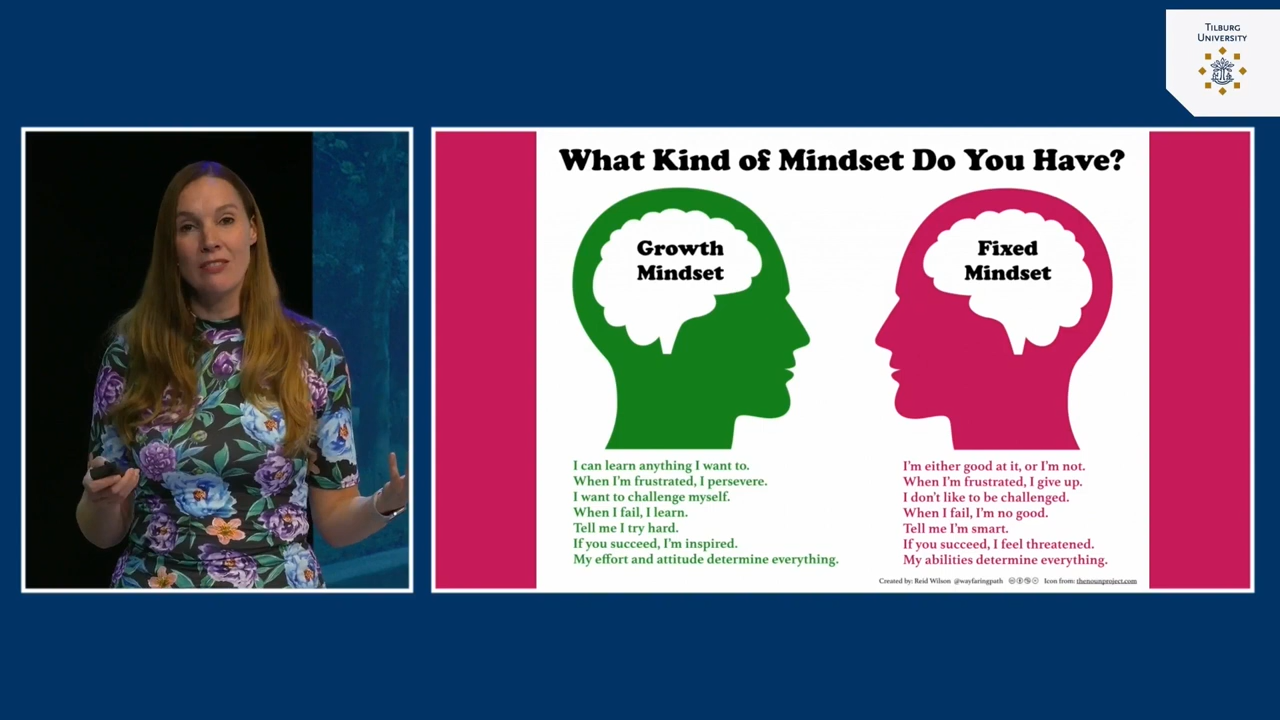 TILBURG
UNIVERSITY
What Kind of Mindset Do You Have?
Growth
Mindset
Fixed
Mindset
I can learn anything I want to.
When I'm frustrated, I persevere.
I want to challenge myself.
When I fail, I learn.
Tell me I try hard.
If you succeed, I'm inspired.
My effort and attitude determine everything.
I'm either good at it, or I'm not.
When I'm frustrated, I give up.
I don't like to be challenged.
When I fail, I'm no good.
Tell me I'm smart.
If you succeed, I feel threatened.
My abilities determine everything.
Created by: Reid Wilson @wayfaringpath Icon from: thenounproject.com